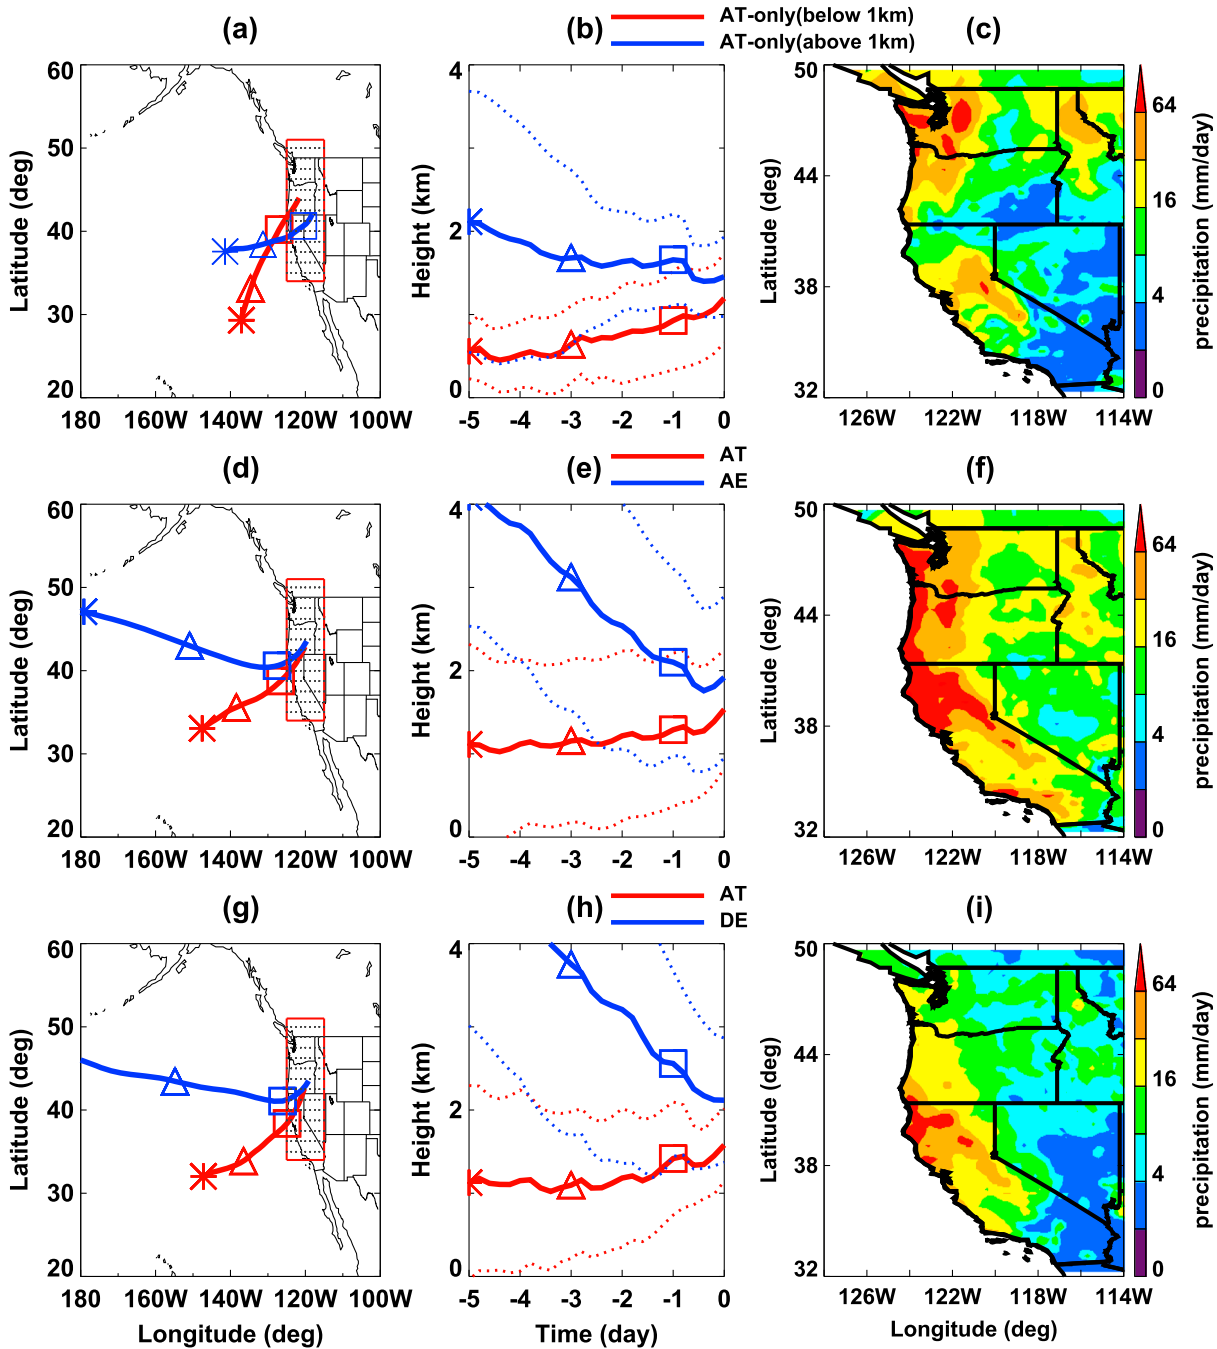 (a)
(b)
AT-only(below 1km)
AT-only(above 1km)
(c)
60
50
40
30
20
Latitude (deg)
180 160W 140W 120W 100W
4
2
0
Height (km)
-5 -4 -3 -2 -1 0
50
44
38
32
Latitude (deg)
126W 122W 118W 114W
64
16
4
0
precipitation (mm/day)
(d)
(e)
AT
AE
(f)
60
50
40
30
20
Latitude (deg)
180 160W 140W 120W 100W
4
2
0
Height (km)
-5 -4 -3 -2 -1 0
50
44
38
32
Latitude (deg)
126W 122W 118W 114W
64
16
4
0
precipitation (mm/day)
(g)
(h)
AT
DE
(i)
60
50
40
30
20
Latitude (deg)
180 160W 140W 120W 100W
Longitude (deg)
4
2
0
Height (km)
-5 -4 -3 -2 -1 0
Time (day)
50
44
38
32
Latitude (deg)
126W 122W 118W 114W
Longitude (deg)
64
16
4
0
precipitation (mm/day)